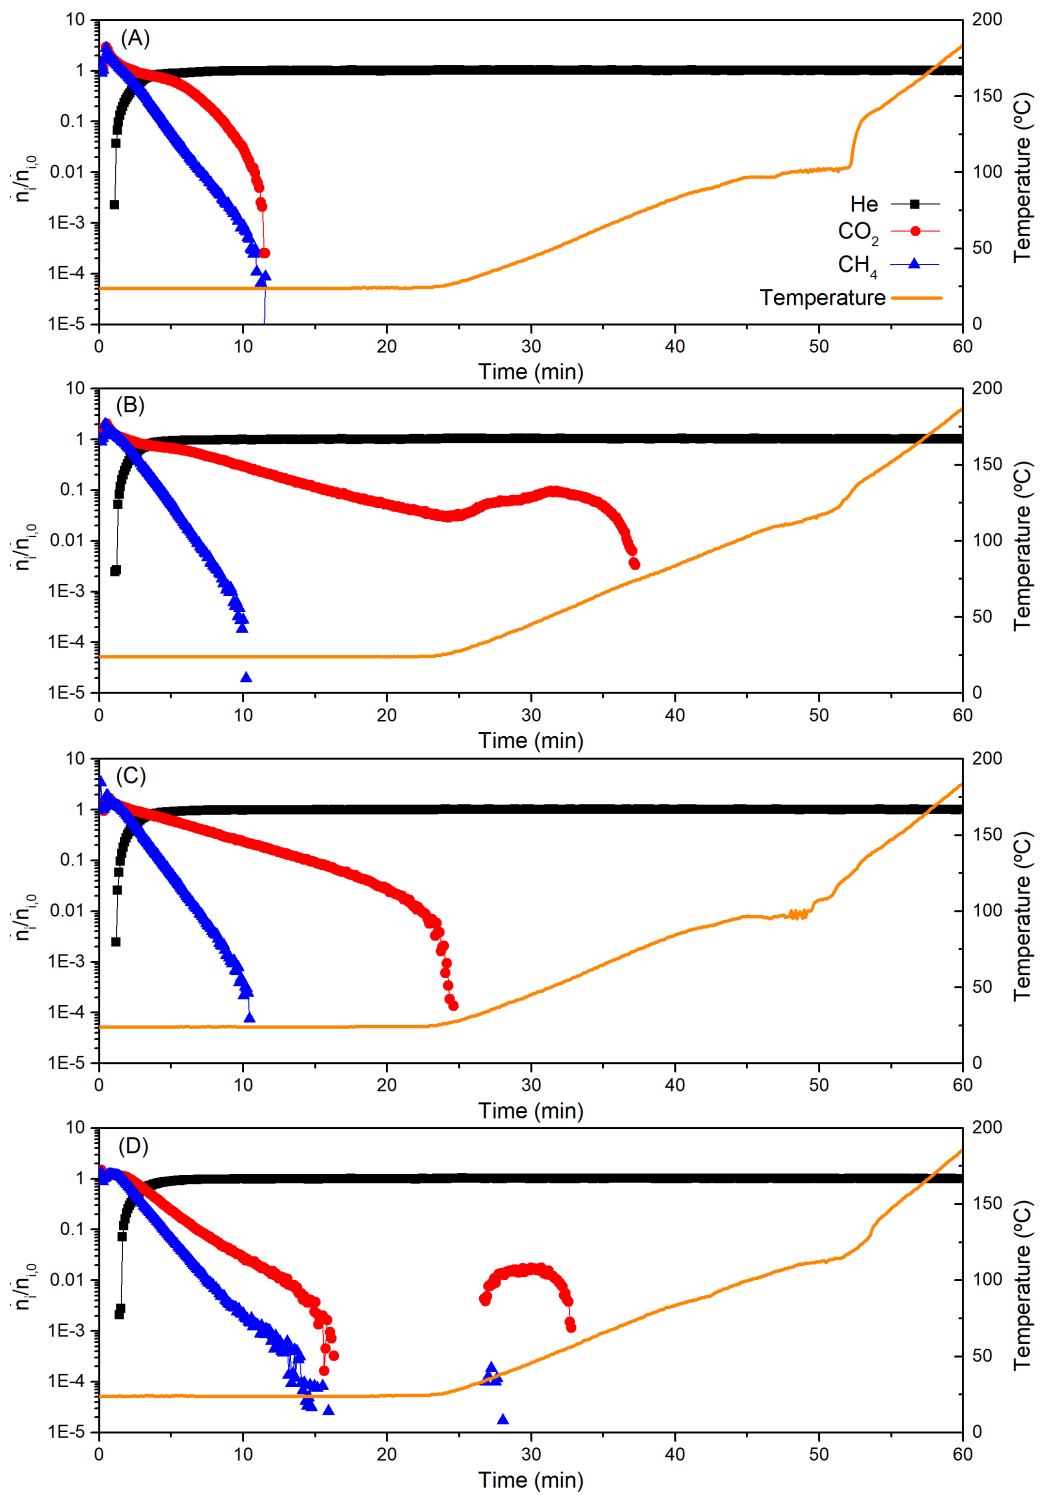 (A)
10
1
0.1
0.01
1E-3
1E-4
1E-5
ṅi/ṅi,0
0 10 20 30 40 50 60
Time (min)
200
150
100
50
0
Temperature (ºC)
He
CO2
CH4
Temperature
(B)
10
1
0.1
0.01
1E-3
1E-4
1E-5
ṅi/ṅi,0
0 10 20 30 40 50 60
Time (min)
200
150
100
50
0
Temperature (ºC)
(C)
10
1
0.1
0.01
1E-3
1E-4
1E-5
ṅi/ṅi,0
0 10 20 30 40 50 60
Time (min)
200
150
100
50
0
Temperature (ºC)
(D)
10
1
0.1
0.01
1E-3
1E-4
1E-5
ṅi/ṅi,0
0 10 20 30 40 50 60
Time (min)
200
150
100
50
0
Temperature (ºC)